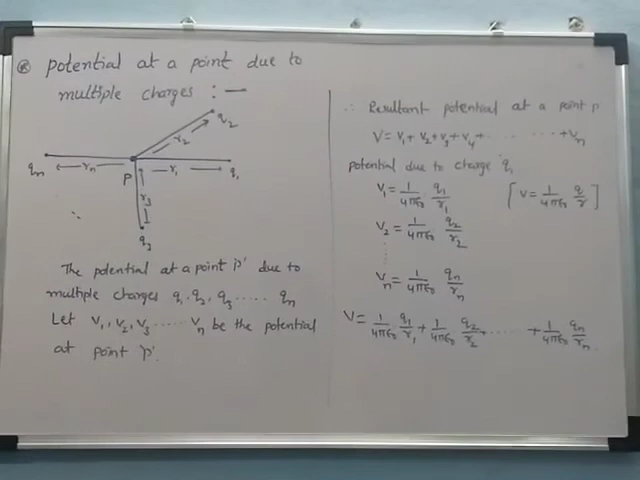 ⊛ potential at a point due to
multiple charges : —
q₂
r₂
qₙ
rₙ
r₁
q₁
P
r₃
q₃
The potential at a point 'p' due to
multiple charges q₁, q₂, q₃ ..... qₙ
Let V₁, V₂, V₃ ..... Vₙ be the potential
at point 'p'.
∴ Resultant potential at a point p
V = V₁ + V₂ + V₃ + V₄ + ..... + Vₙ
potential due to charge q₁
V₁ = 1/4πε₀ q₁/r₁ [V = 1/4πε₀ q/r]
V₂ = 1/4πε₀ q₂/r₂
Vₙ = 1/4πε₀ qₙ/rₙ
V = 1/4πε₀ q₁/r₁ + 1/4πε₀ q₂/r₂ + ..... + 1/4πε₀ qₙ/rₙ